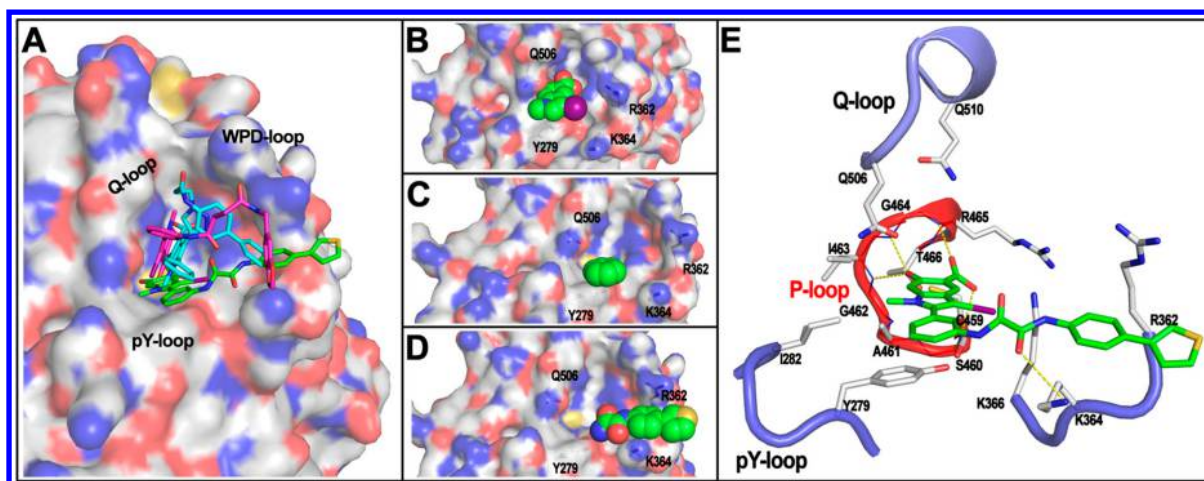 A
WPD-loop
Q-loop
pY-loop
B
Q506
R362
K364
Y279
C
Q506
R362
K364
Y279
D
Q506
R362
K364
Y279
E
Q-loop
Q510
Q506
G464
R465
I463
T466
P-loop
G462
C459
R362
I282
A461
S460
Y279
K366
K364
pY-loop